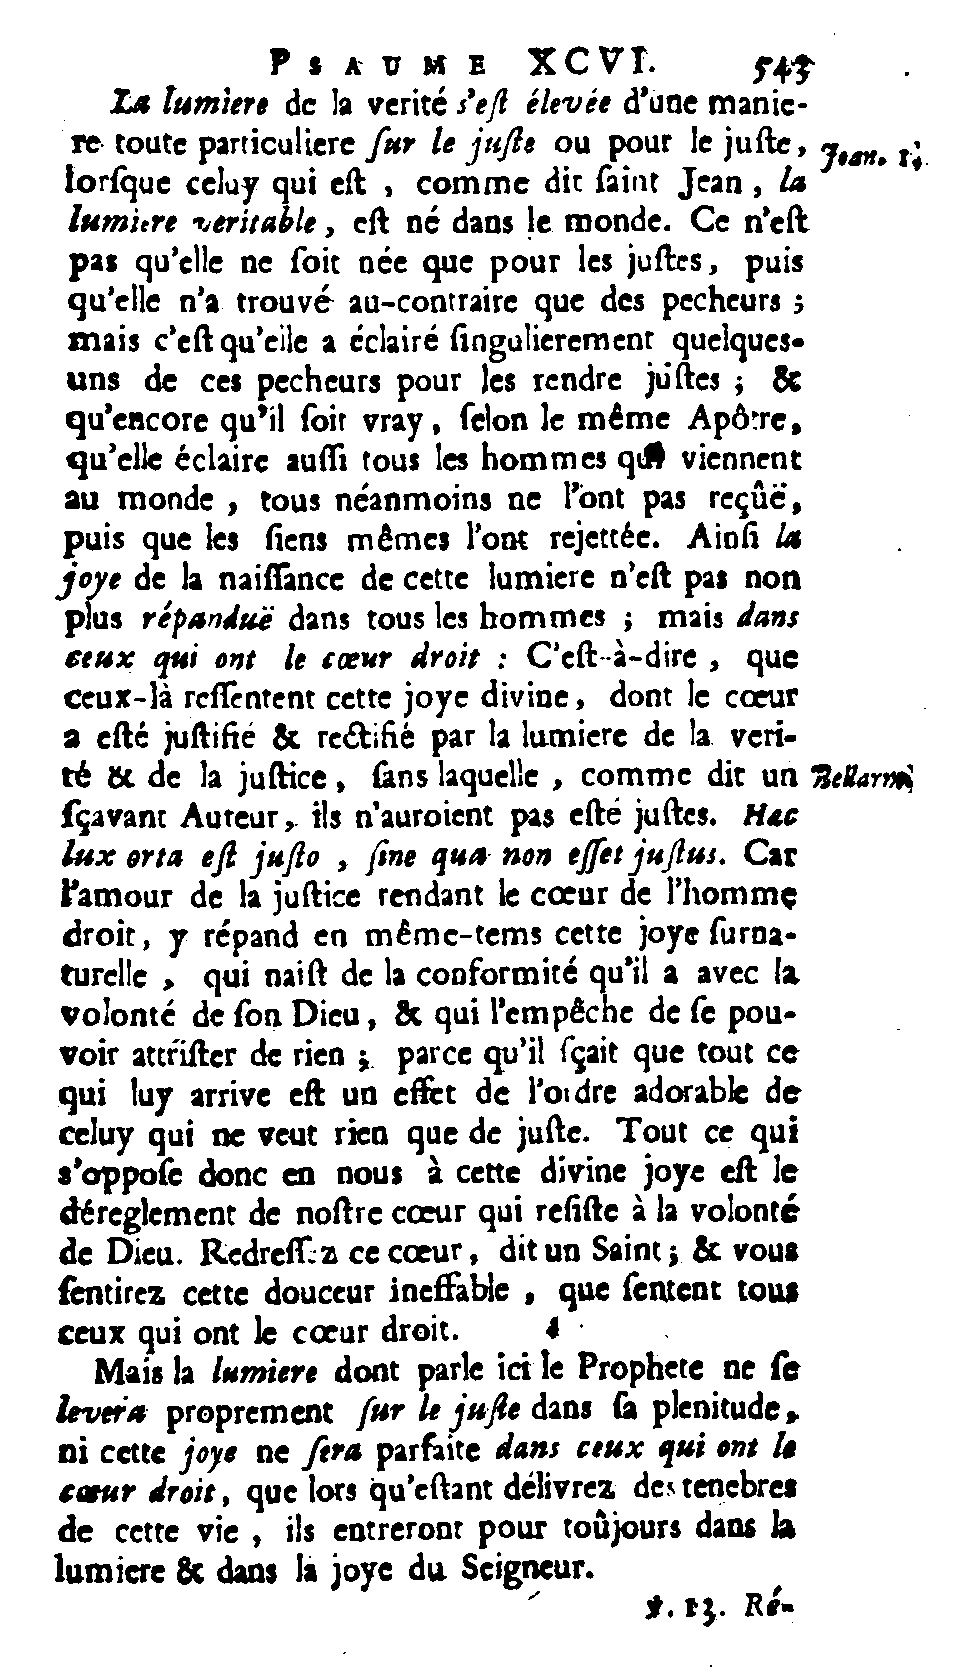 PSAUME XCVI. 543
La lumiere de la verité s'eſt élevée d'une manie-
re toute particuliere ſur le juſte ou pour le juſte,
Joan. 1.
lorſque celuy qui eſt , comme dit ſaint Jean , la
lumiere veritable, eſt né dans le monde. Ce n'eſt
pas qu'elle ne ſoit née que pour les juſtes, puis
qu'elle n'a trouvé au-contraire que des pecheurs ;
mais c'eſt qu'elle a éclairé ſingulierement quelques-
uns de ces pecheurs pour les rendre juſtes ; &
qu'encore qu'il ſoit vray, ſelon le même Apôtre,
qu'elle éclaire auſſi tous les hommes qui viennent
au monde , tous néanmoins ne l'ont pas reçûë,
puis que les ſiens mêmes l'ont rejettée. Ainſi la
joye de la naiſſance de cette lumiere n'eſt pas non
plus répanduë dans tous les hommes ; mais dans
ceux qui ont le cœur droit : C'eſt-à-dire , que
ceux-là reſſentent cette joye divine, dont le cœur
a eſté juſtifié & rectifié par la lumiere de la veri-
té & de la juſtice, ſans laquelle , comme dit un
Bellarm.
ſçavant Auteur, ils n'auroient pas eſté juſtes. Hæc
lux orta eſt juſto , ſine qua non eſſet juſtus. Car
l'amour de la juſtice rendant le cœur de l'homme
droit, y répand en même-tems cette joye ſurna-
turelle , qui naiſt de la conformité qu'il a avec la
volonté de ſon Dieu, & qui l'empêche de ſe pou-
voir attriſter de rien ; parce qu'il ſçait que tout ce
qui luy arrive eſt un effet de l'ordre adorable de
celuy qui ne veut rien que de juſte. Tout ce qui
s'oppoſe donc en nous à cette divine joye eſt le
déreglement de noſtre cœur qui reſiſte à la volonté
de Dieu. Redreſſez ce cœur, dit un Saint ; & vous
ſentirez cette douceur ineffable , que ſentent tous
ceux qui ont le cœur droit.
Mais la lumiere dont parle ici le Prophete ne ſe
levera proprement ſur le juſte dans ſa plenitude,
ni cette joye ne ſera parfaite dans ceux qui ont le
cœur droit, que lors qu'eſtant délivrez des tenebres
de cette vie , ils entreront pour toûjours dans la
lumiere & dans la joye du Seigneur.
℣. 13. Ré-